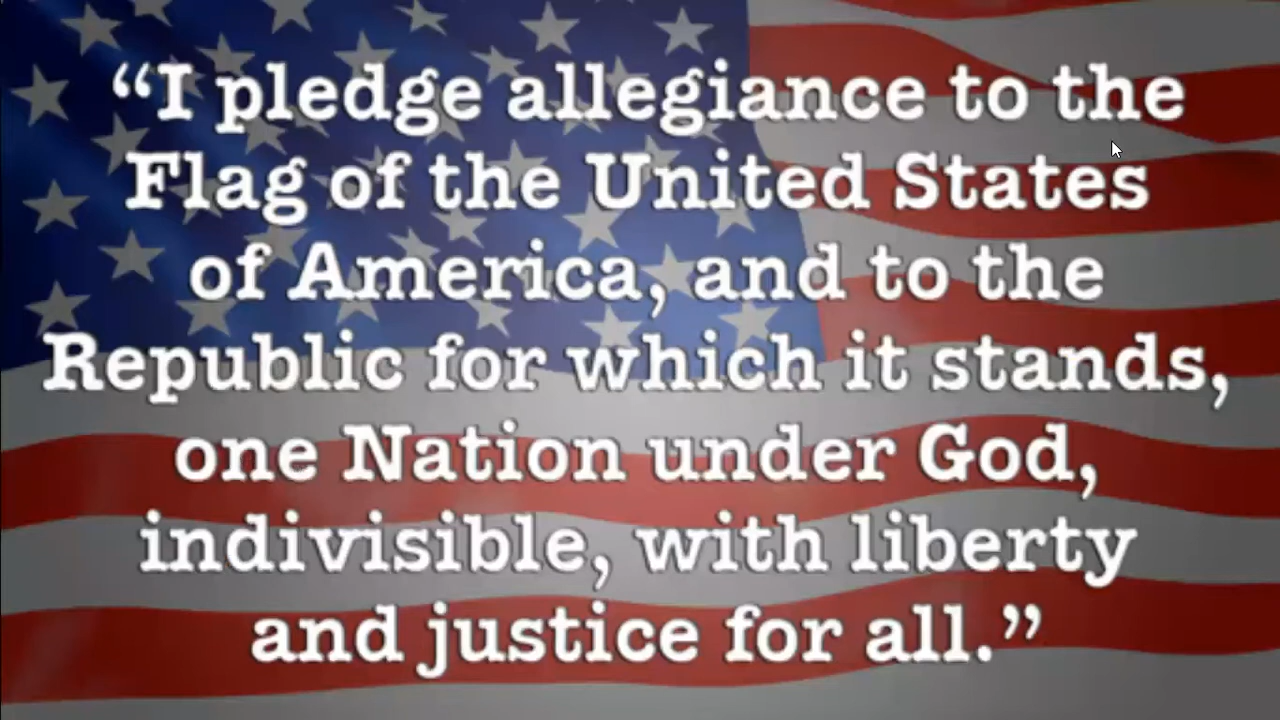 “I pledge allegiance to the
Flag of the United States
of America, and to the
Republic for which it stands,
one Nation under God,
indivisible, with liberty
and justice for all.”